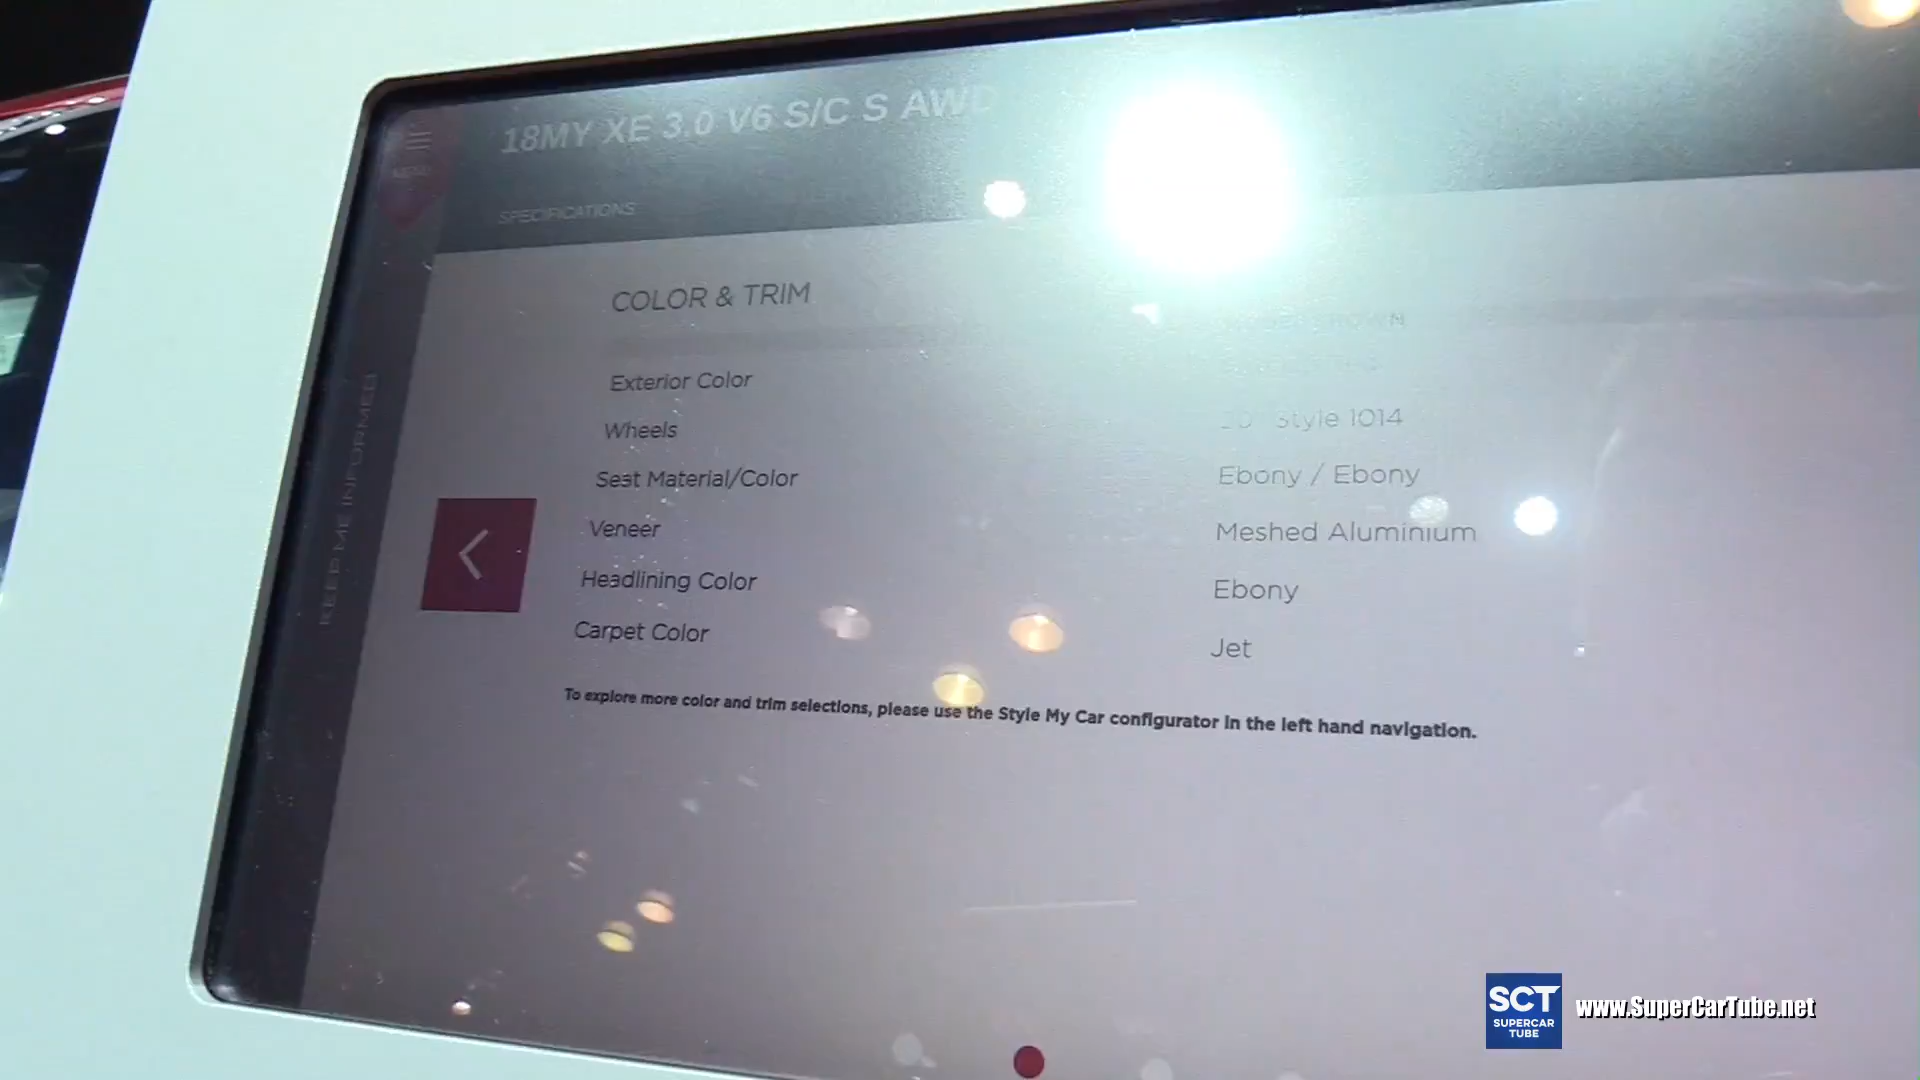 18MY XE 3.0 V6 S/C S AWD
MENU
SPECIFICATIONS
KEEP ME INFORMED
COLOR & TRIM
Exterior Color
Wheels 20" Style 1014
Seat Material/Color Ebony / Ebony
Veneer Meshed Aluminium
Headlining Color Ebony
Carpet Color Jet
To explore more color and trim selections, please use the Style My Car configurator in the left hand navigation.
SCT
SUPERCAR
TUBE
www.SuperCarTube.net